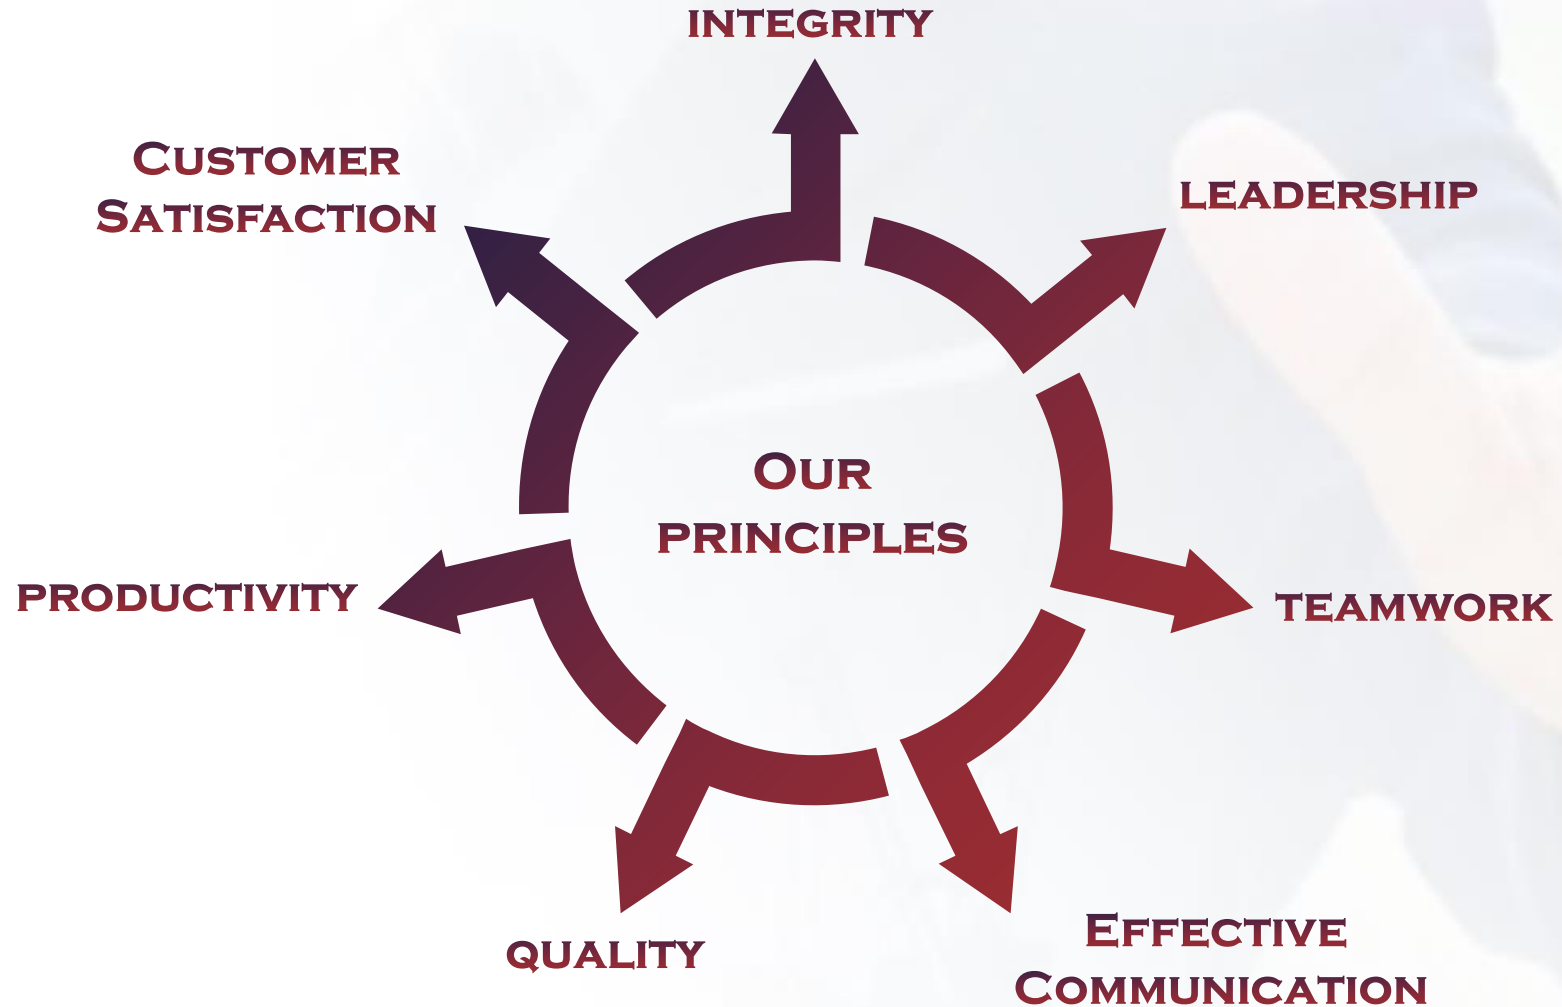 INTEGRITY
CUSTOMER
SATISFACTION
LEADERSHIP
OUR
PRINCIPLES
PRODUCTIVITY
TEAMWORK
QUALITY
EFFECTIVE
COMMUNICATION